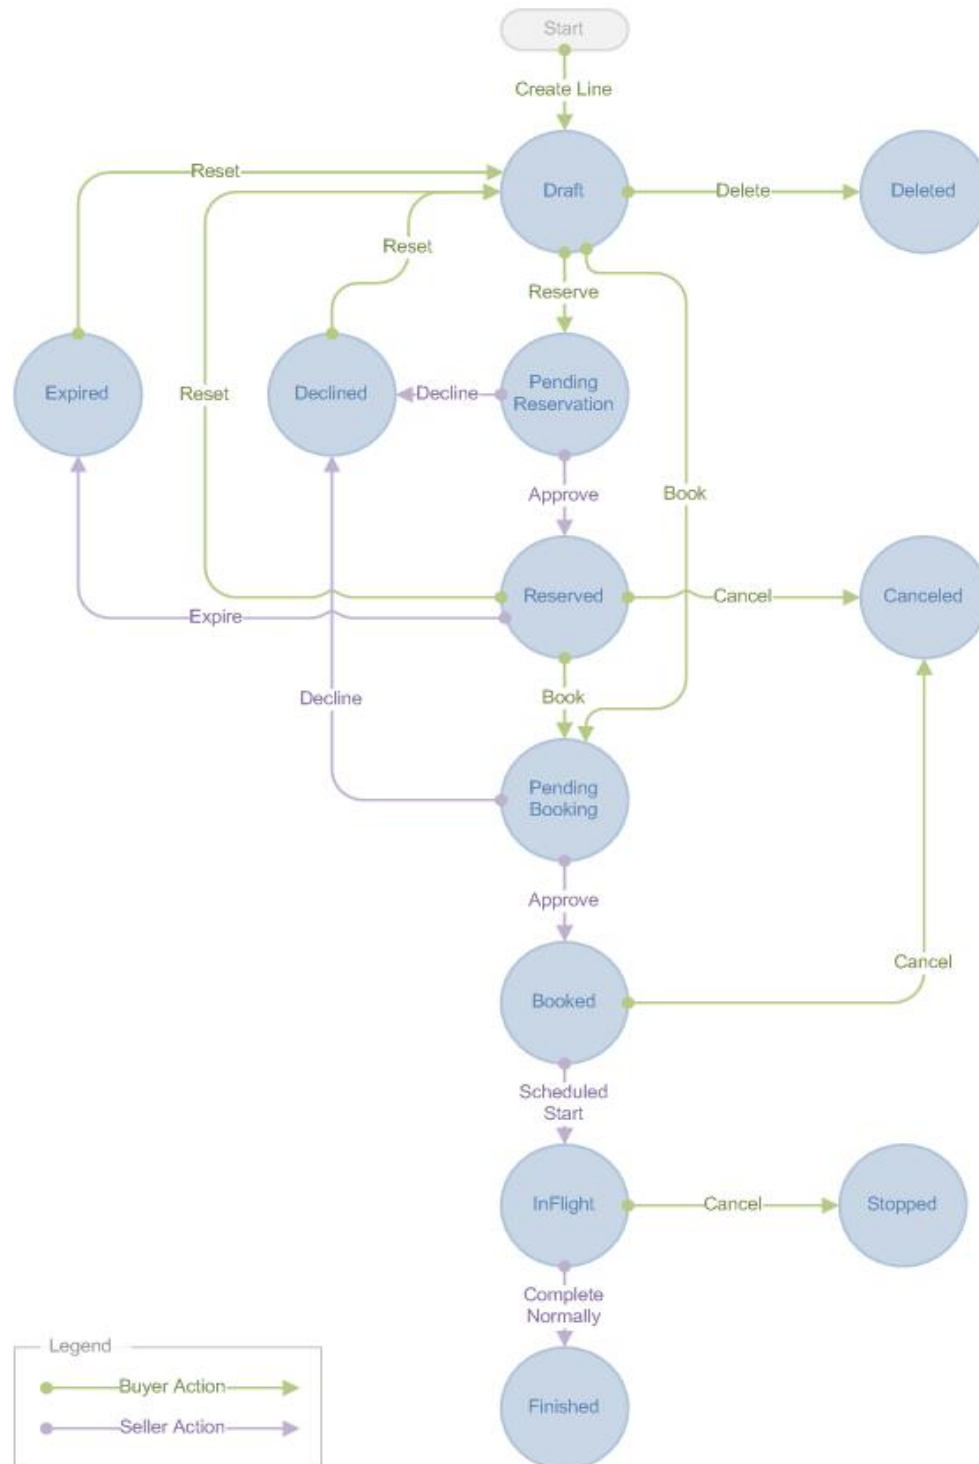 Start
Create Line
Reset
Draft
Delete
Deleted
Reset
Reserve
Expired
Reset
Declined
Decline
Pending
Reservation
Approve
Book
Reserved
Cancel
Canceled
Expire
Decline
Book
Pending
Booking
Approve
Cancel
Booked
Scheduled
Start
InFlight
Cancel
Stopped
Complete
Normally
Legend
Buyer Action
Seller Action
Finished